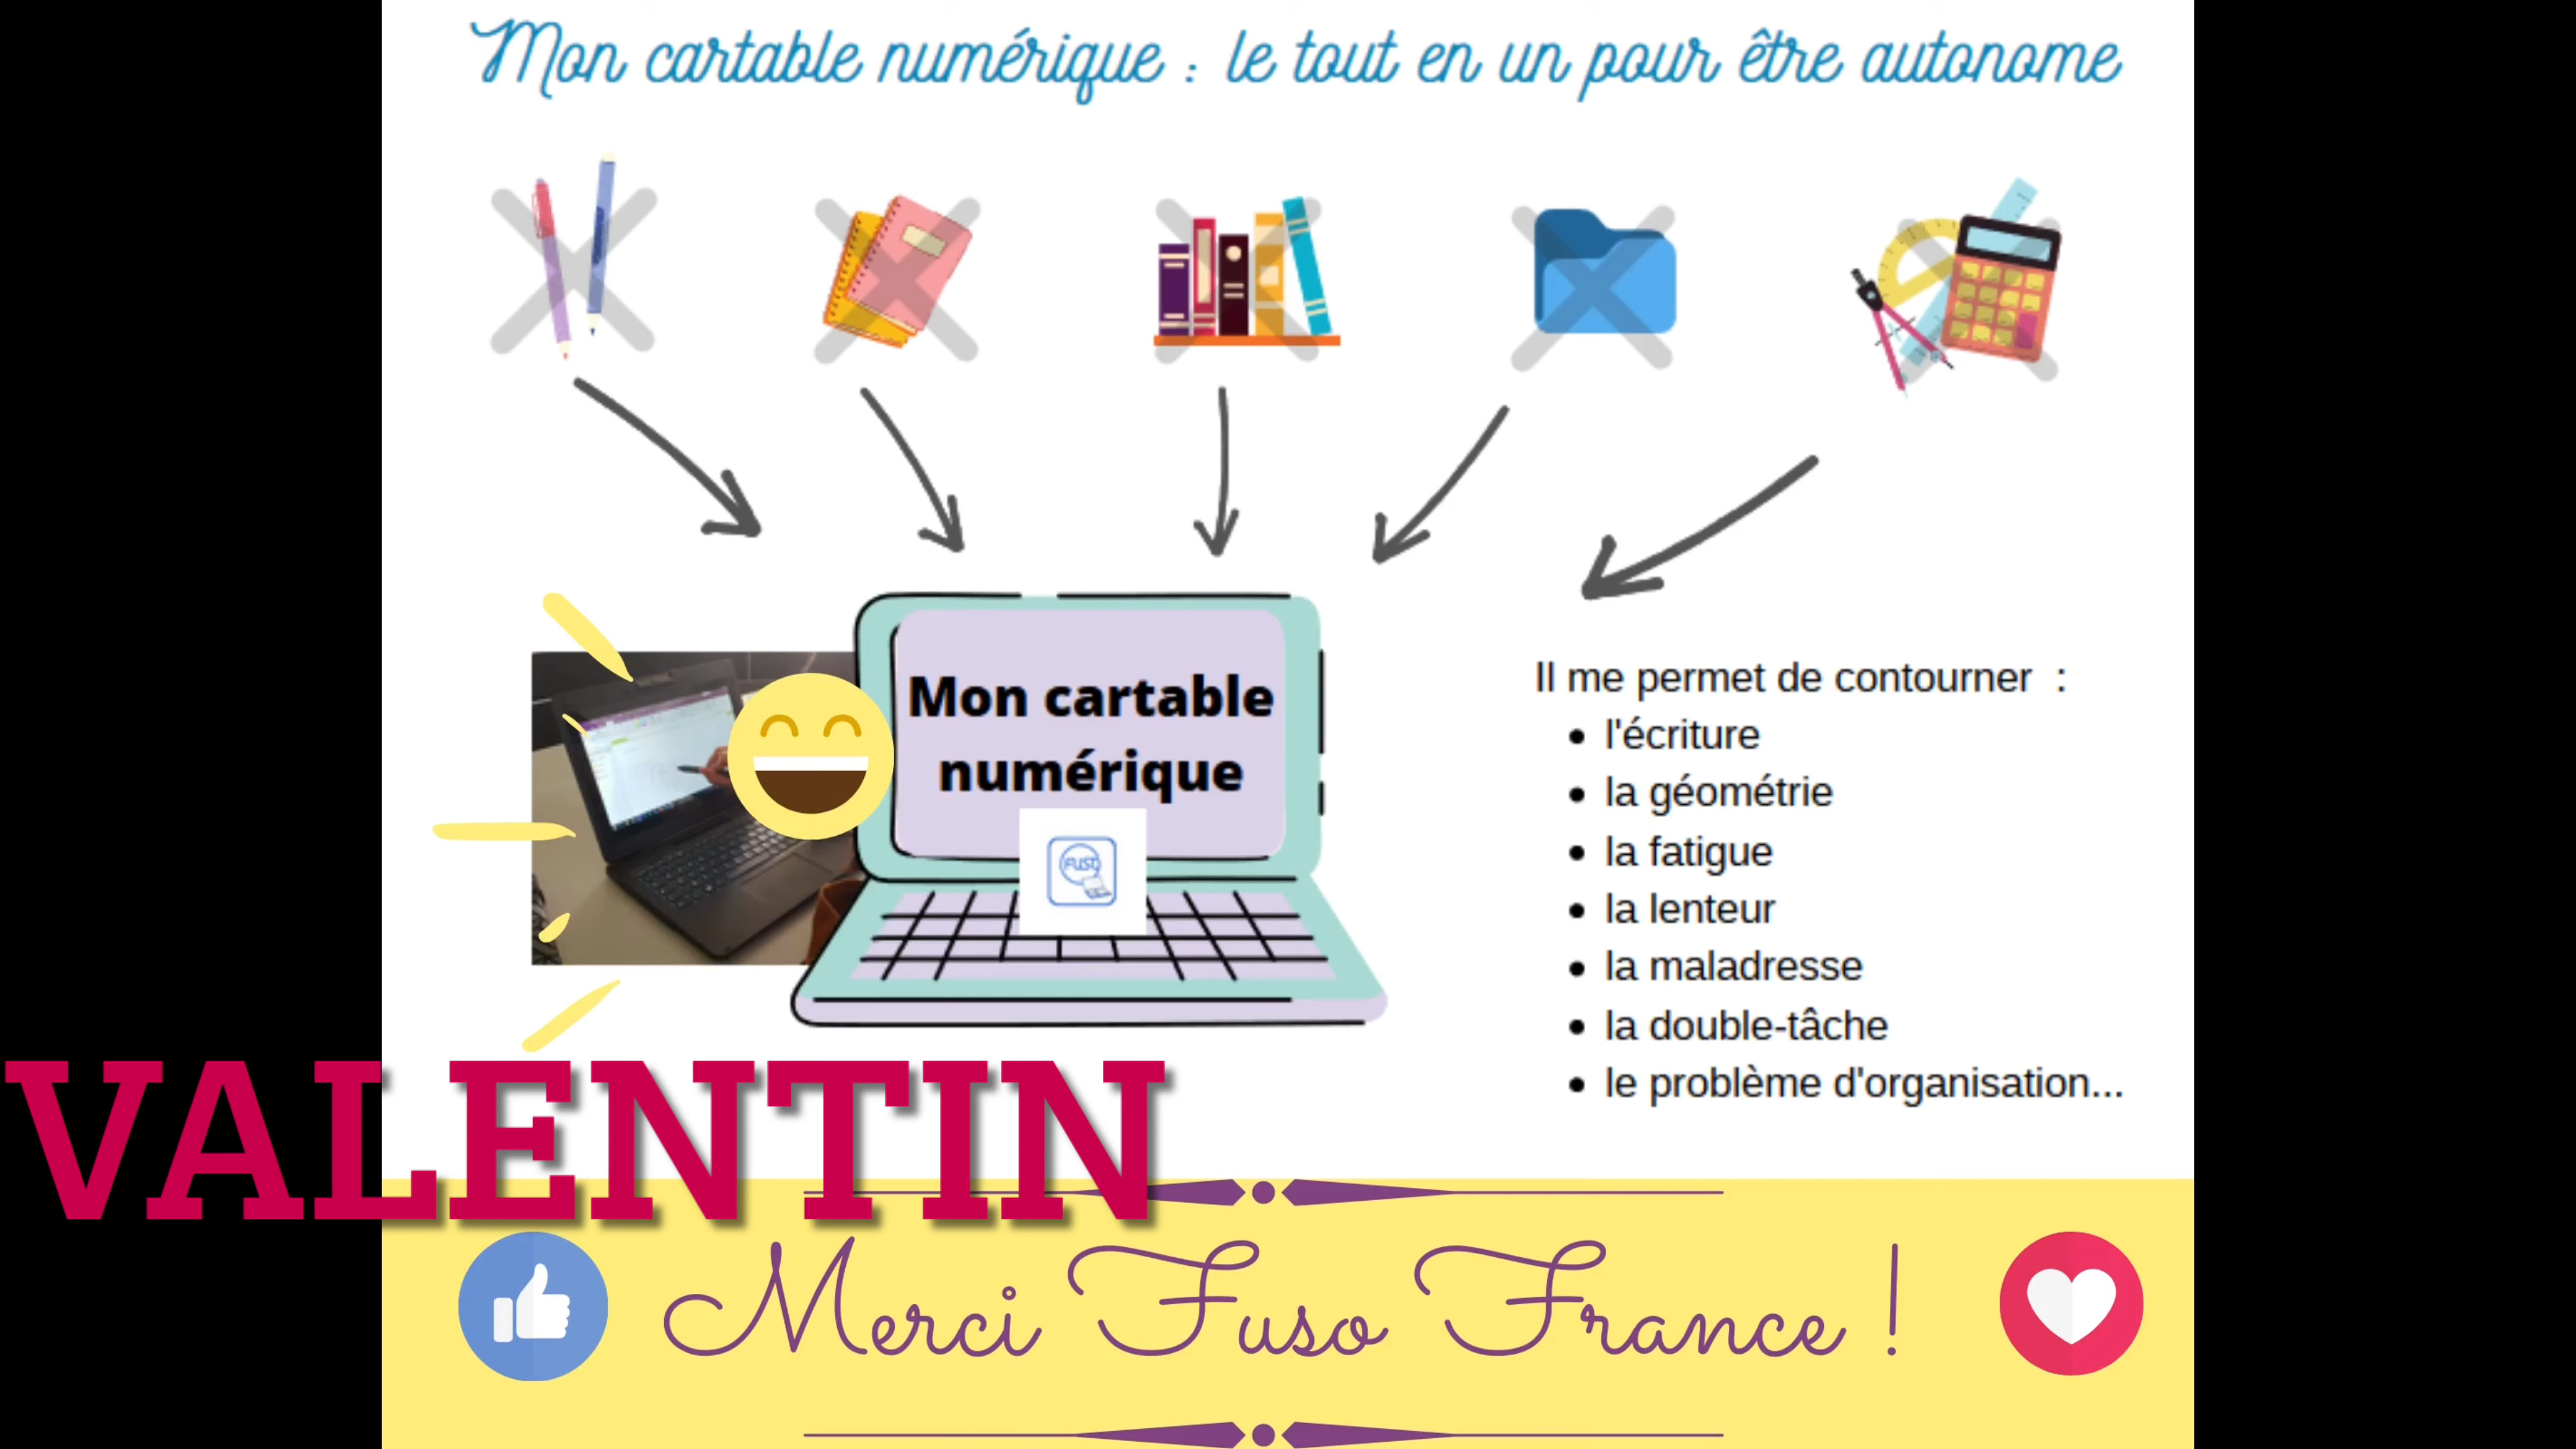 Mon cartable numérique : le tout en un pour être autonome
Mon cartable
numérique
FUSO
Il me permet de contourner :
l'écriture
la géométrie
la fatigue
la lenteur
la maladresse
la double-tâche
le problème d'organisation...
VALENTIN
Merci Fuso France !